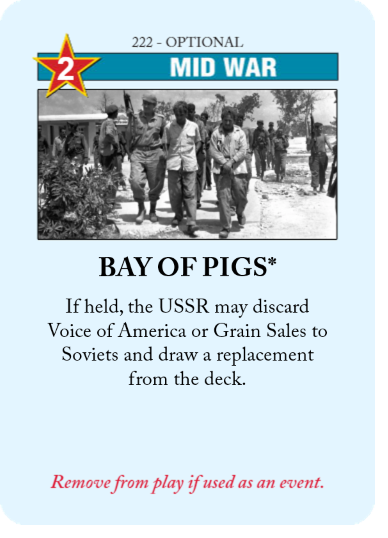 222 - OPTIONAL
2
MID WAR
BAY OF PIGS*
If held, the USSR may discard
Voice of America or Grain Sales to
Soviets and draw a replacement
from the deck.
Remove from play if used as an event.